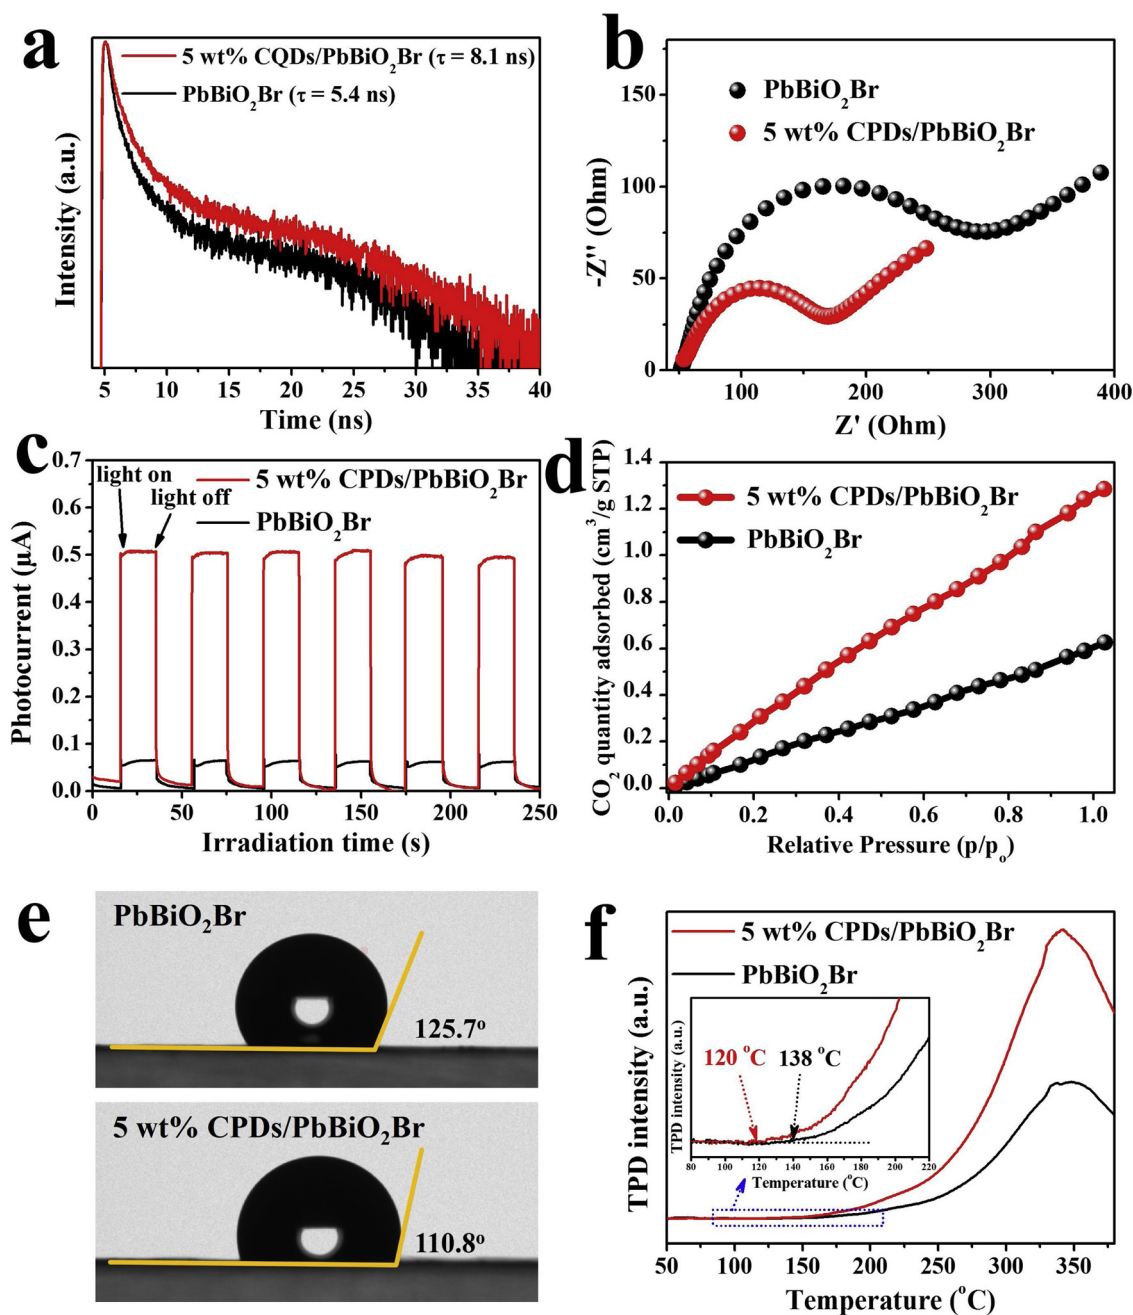 a
5 wt% CQDs/PbBiO2Br (τ = 8.1 ns)
PbBiO2Br (τ = 5.4 ns)
Intensity (a.u.)
5 10 15 20 25 30 35 40
Time (ns)
b
PbBiO2Br
5 wt% CPDs/PbBiO2Br
-Z'' (Ohm)
150
100
50
0
100 200 300 400
Z' (Ohm)
c
light on
light off
5 wt% CPDs/PbBiO2Br
PbBiO2Br
Photocurrent (μA)
0.7
0.6
0.5
0.4
0.3
0.2
0.1
0.0
0 50 100 150 200 250
Irradiation time (s)
d
5 wt% CPDs/PbBiO2Br
PbBiO2Br
CO2 quantity adsorbed (cm3/g STP)
1.4
1.2
1.0
0.8
0.6
0.4
0.2
0.0
0.0 0.2 0.4 0.6 0.8 1.0
Relative Pressure (p/po)
e
PbBiO2Br
125.7o
5 wt% CPDs/PbBiO2Br
110.8o
f
5 wt% CPDs/PbBiO2Br
PbBiO2Br
TPD intensity (a.u.)
TPD intensity (a.u.)
120 oC
138 oC
80 100 120 140 160 180 200 220
Temperature (oC)
50 100 150 200 250 300 350
Temperature (oC)